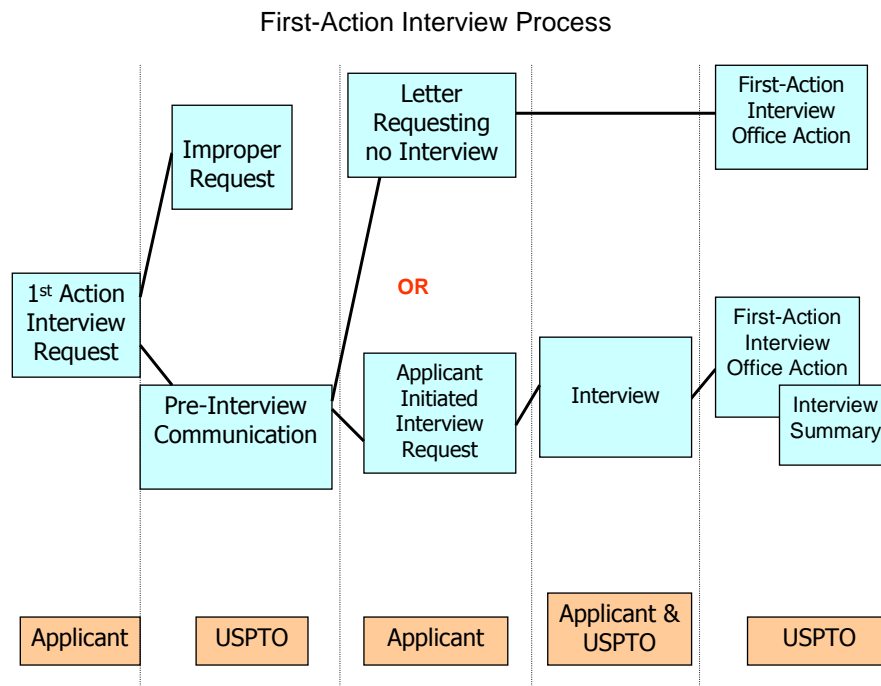 First-Action Interview Process
Improper
Request
Letter
Requesting
no Interview
First-Action
Interview
Office Action
1st Action
Interview
Request
OR
Pre-Interview
Communication
Applicant
Initiated
Interview
Request
Interview
First-Action
Interview
Office Action
Interview
Summary
Applicant
USPTO
Applicant
Applicant &
USPTO
USPTO